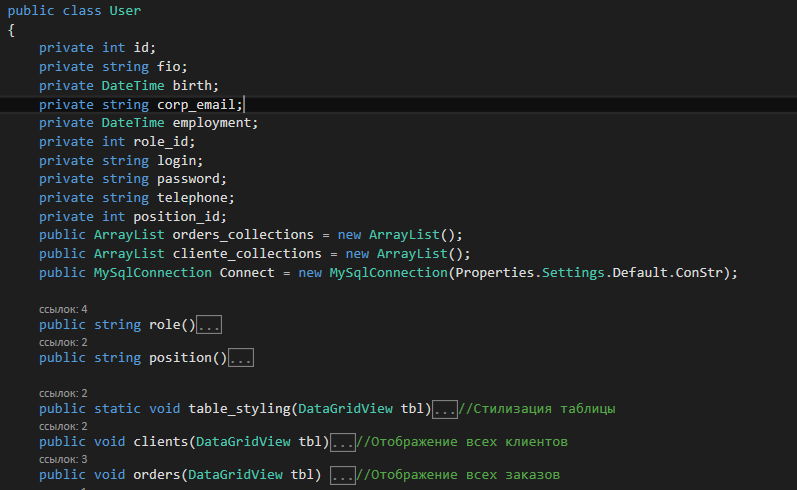 public class User
{
private int id;
private string fio;
private DateTime birth;
private string corp_email;
private DateTime employment;
private int role_id;
private string login;
private string password;
private string telephone;
private int position_id;
public ArrayList orders_collections = new ArrayList();
public ArrayList cliente_collections = new ArrayList();
public MySqlConnection Connect = new MySqlConnection(Properties.Settings.Default.ConStr);
ссылок: 4
public string role()...
ссылок: 2
public string position()...
ссылок: 2
public static void table_styling(DataGridView tbl)...//Стилизация таблицы
ссылок: 2
public void clients(DataGridView tbl)...//Отображение всех клиентов
ссылок: 3
public void orders(DataGridView tbl) ...//Отображение всех заказов